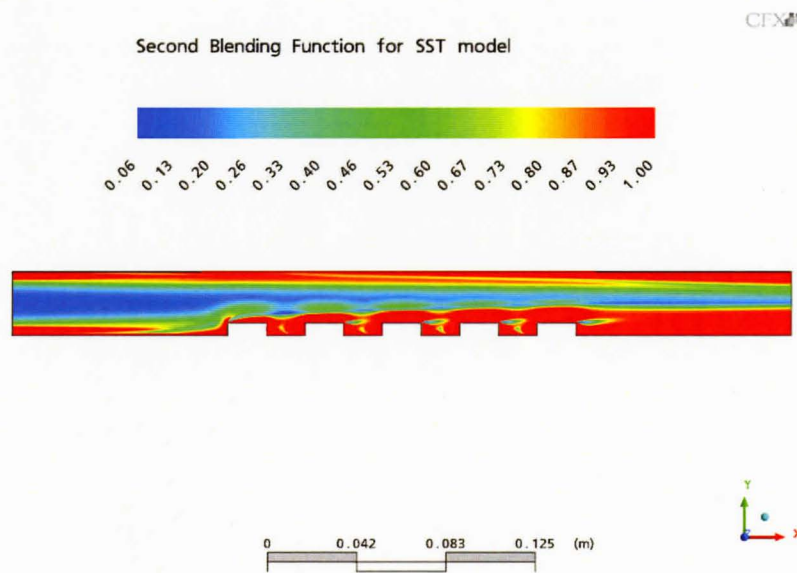 CFX
Second Blending Function for SST model
0.06 0.13 0.20 0.26 0.33 0.40 0.46 0.53 0.60 0.67 0.73 0.80 0.87 0.93 1.00
Y
Z X
0 0.042 0.083 0.125 (m)